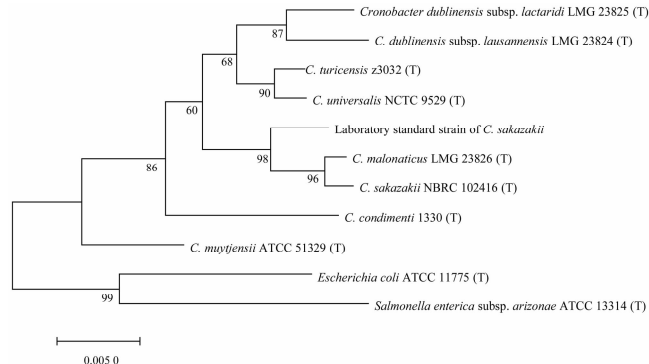 Cronobacter dublinensis subsp. lactaridi LMG 23825 (T)
87
C. dublinensis subsp. lausannensis LMG 23824 (T)
68
C. turicensis z3032 (T)
90
C. universalis NCTC 9529 (T)
60
Laboratory standard strain of C. sakazakii
98
C. malonaticus LMG 23826 (T)
86
96
C. sakazakii NBRC 102416 (T)
C. condimenti 1330 (T)
C. muytjensii ATCC 51329 (T)
Escherichia coli ATCC 11775 (T)
99
Salmonella enterica subsp. arizonae ATCC 13314 (T)
0.005 0